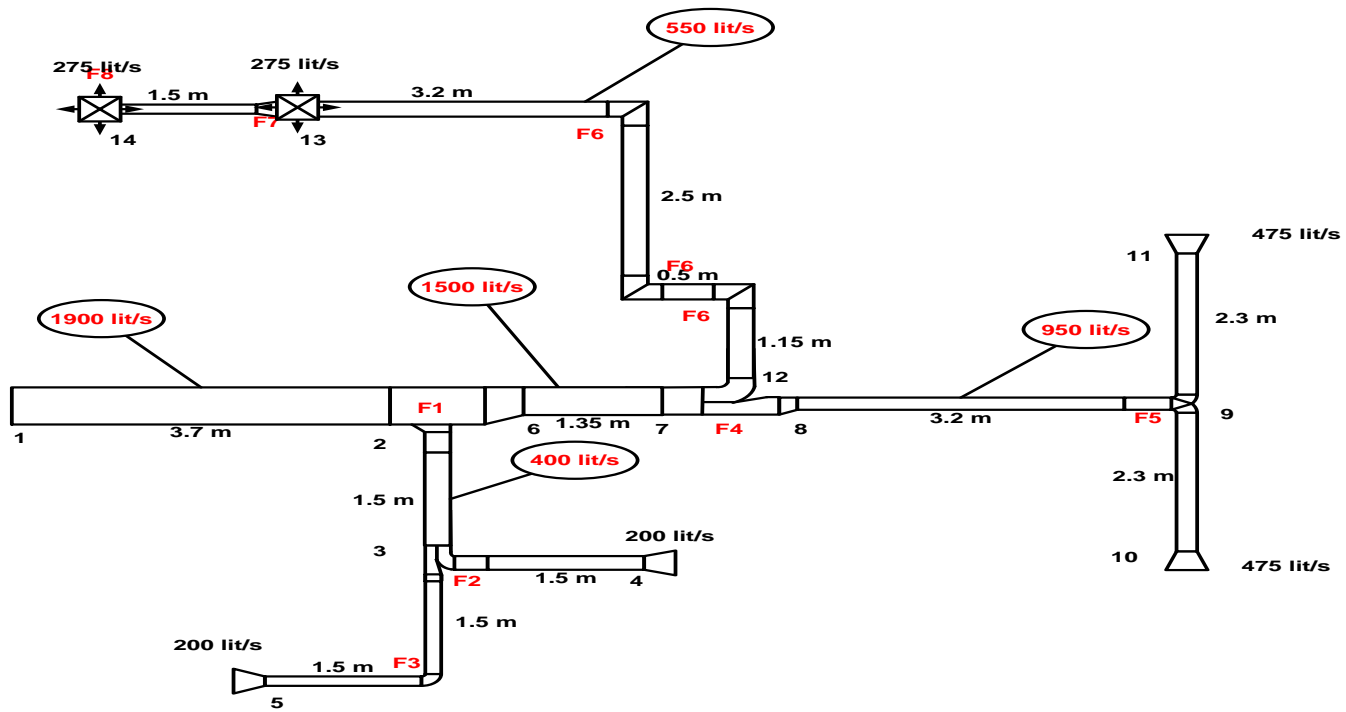 550 lit/s
275 lit/s
275 lit/s
F8
1.5 m
3.2 m
F7
F6
14
13
2.5 m
11
475 lit/s
F6
0.5 m
1500 lit/s
1900 lit/s
F6
950 lit/s
2.3 m
1.15 m
12
F1
1
3.7 m
2
6
1.35 m
7
F4
8
3.2 m
F5
9
400 lit/s
2.3 m
1.5 m
3
200 lit/s
10
475 lit/s
F2
1.5 m
4
1.5 m
200 lit/s
1.5 m
F3
5